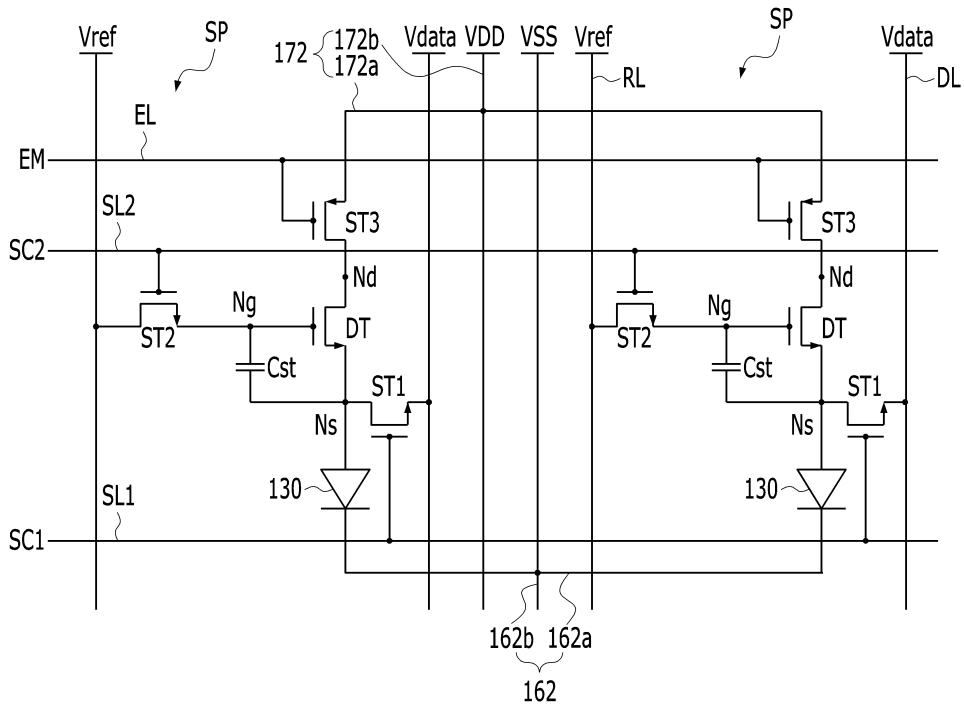 SP SP
Vref 172 172b 172a Vdata VDD VSS Vref Vdata
RL DL
EL
EM
ST3 ST3
SL2
SC2
Nd Nd
Ng Ng
ST2 DT ST2 DT
Cst Cst
ST1 ST1
Ns Ns
130 130
SL1
SC1
162b 162a
162